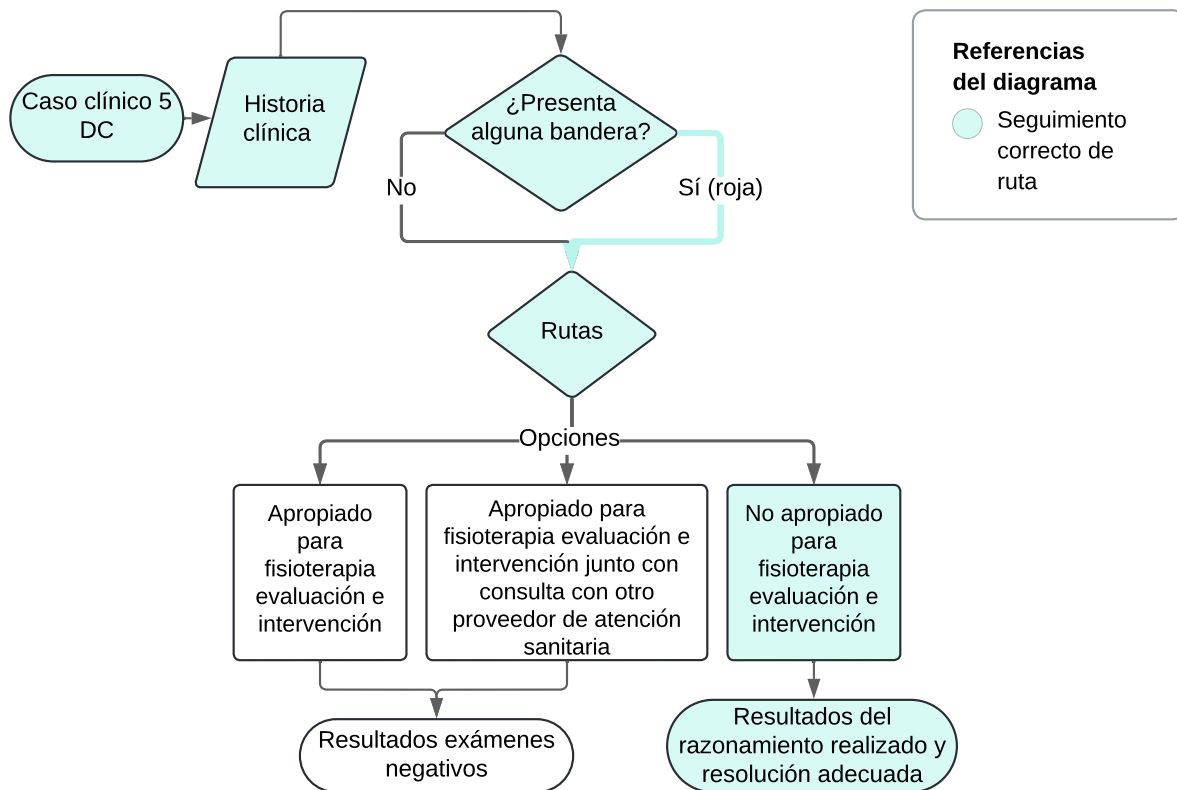 Caso clínico 5
DC
Historia
clínica
¿Presenta
alguna bandera?
No
Sí (roja)
Referencias
del diagrama
Seguimiento
correcto de
ruta
Rutas
Opciones
Apropiado
para
fisioterapia
evaluación e
intervención
Apropiado para
fisioterapia evaluación e
intervención junto con
consulta con otro
proveedor de atención
sanitaria
No apropiado
para
fisioterapia
evaluación e
intervención
Resultados exámenes
negativos
Resultados del
razonamiento realizado y
resolución adecuada